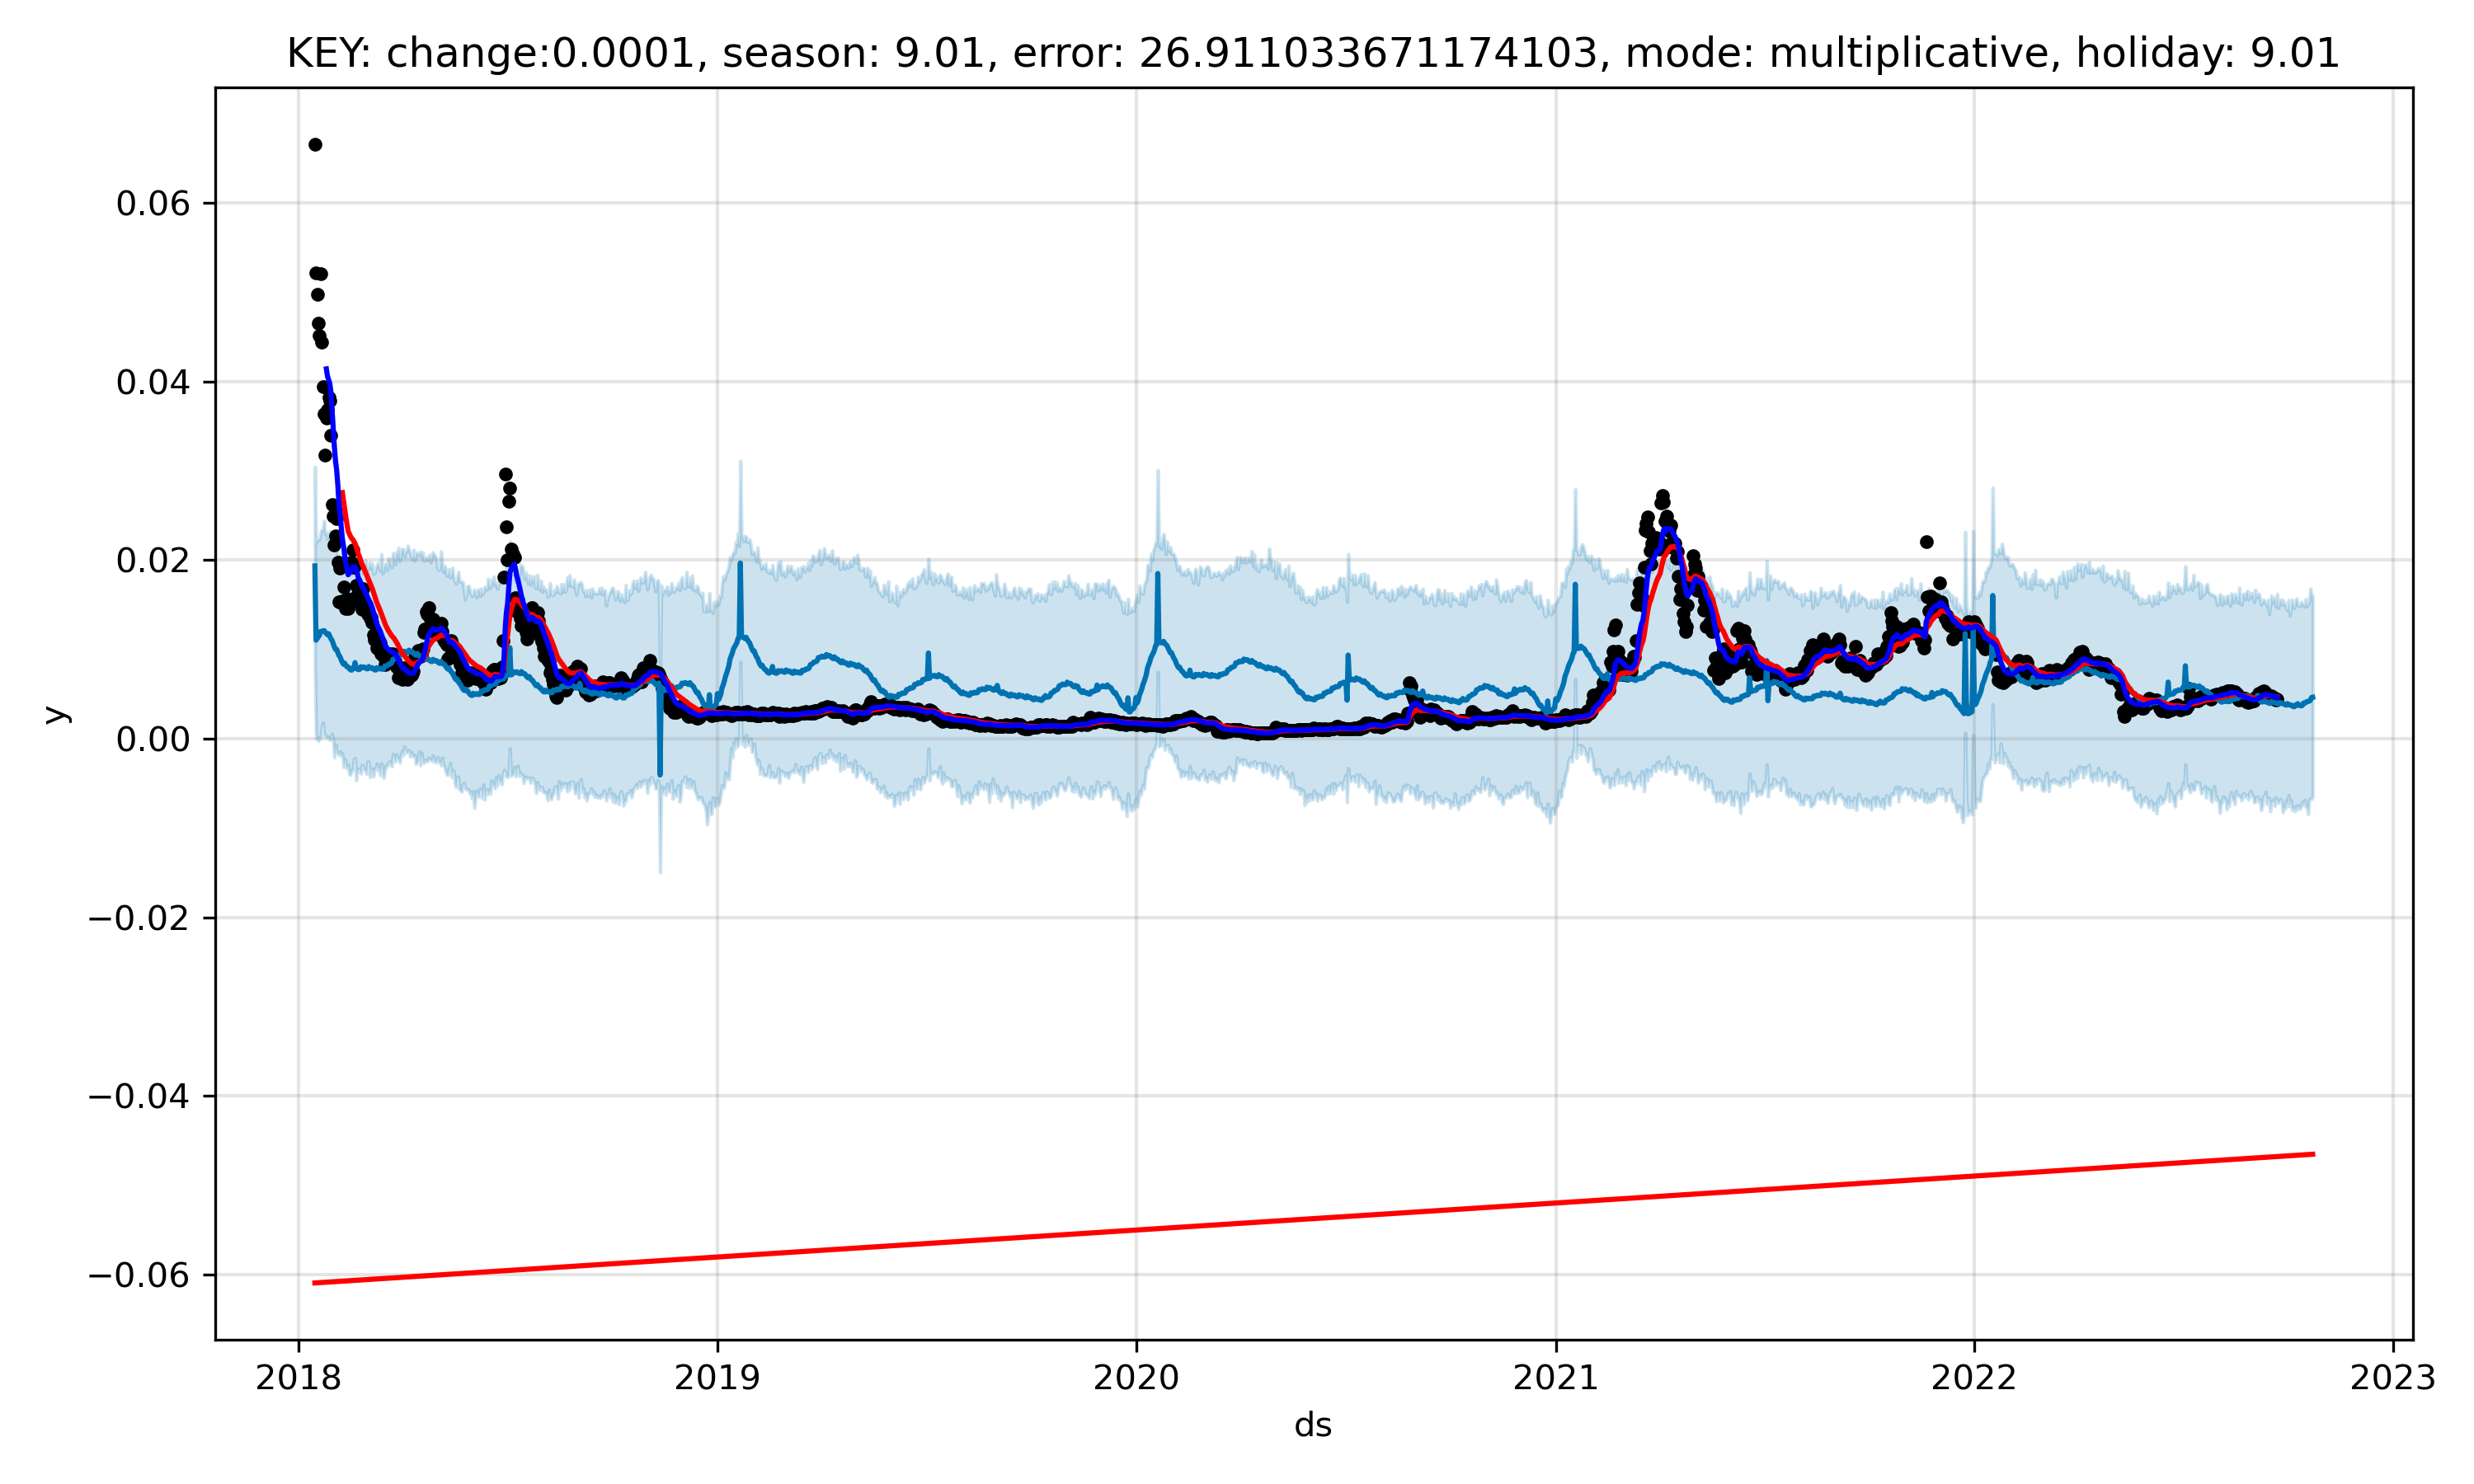 KEY: change:0.0001, season: 9.01, error: 26.911033671174103, mode: multiplicative, holiday: 9.01
0.06
0.04
0.02
0.00
−0.02
−0.04
−0.06
y
2018 2019 2020 2021 2022 2023
ds